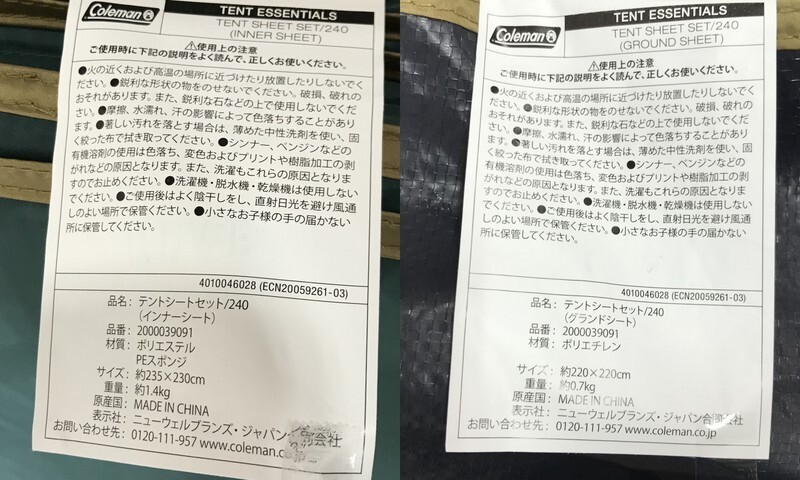 Coleman
TENT ESSENTIALS
TENT SHEET SET/240
(INNER SHEET)
⚠使用上の注意
ご使用時に下記の説明をよく読んで、正しくお使いください。
●火の近くおよび高温の場所に近づけたり放置したりしないでく
ださい。●鋭利な形状の物をのせないでください。破損、破れの
おそれがあります。また、鋭利な石などの上で使用しないでくだ
さい。●摩擦、水濡れ、汗の影響によって色落ちすることがあり
ます。●著しい汚れを落とす場合は、薄めた中性洗剤を使い、固
く絞った布で拭き取ってください。●シンナー、ベンジンなどの
有機溶剤の使用は色落ち、変色およびプリントや樹脂加工の剥
がれなどの原因となります。また、洗濯もこれらの原因となりま
すのでお止めください。●洗濯機・脱水機・乾燥機は使用しない
でください。●ご使用後はよく陰干しをし、直射日光を避け風通
しのよい場所で保管ください。●小さなお子様の手の届かない
所に保管してください。
4010046028 (ECN20059261-03)
品名: テントシートセット/240
(インナーシート)
品番: 2000039091
材質: ポリエステル
PEスポンジ
サイズ: 約235×230cm
重量: 約1.4kg
原産国: MADE IN CHINA
表示社: ニューウェルブランズ・ジャパン合同会社
お問い合わせ先: 0120-111-957 www.coleman.co.jp
Coleman
TENT ESSENTIALS
TENT SHEET SET/240
(GROUND SHEET)
⚠使用上の注意
ご使用時に下記の説明をよく読んで、正しくお使いください。
●火の近くおよび高温の場所に近づけたり放置したりしないでく
ださい。●鋭利な形状の物をのせないでください。破損、破れの
おそれがあります。また、鋭利な石などの上で使用しないでくだ
さい。●摩擦、水濡れ、汗の影響によって色落ちすることがあり
ます。●著しい汚れを落とす場合は、薄めた中性洗剤を使い、固
く絞った布で拭き取ってください。●シンナー、ベンジンなどの
有機溶剤の使用は色落ち、変色およびプリントや樹脂加工の剥
がれなどの原因となります。また、洗濯もこれらの原因となりま
すのでお止めください。●洗濯機・脱水機・乾燥機は使用しない
でください。●ご使用後はよく陰干しをし、直射日光を避け風通
しのよい場所で保管ください。●小さなお子様の手の届かない
所に保管してください。
4010046028 (ECN20059261-03)
品名: テントシートセット/240
(グランドシート)
品番: 2000039091
材質: ポリエチレン
サイズ: 約220×220cm
重量: 約0.7kg
原産国: MADE IN CHINA
表示社: ニューウェルブランズ・ジャパン合同会社
お問い合わせ先: 0120-111-957 www.coleman.co.jp